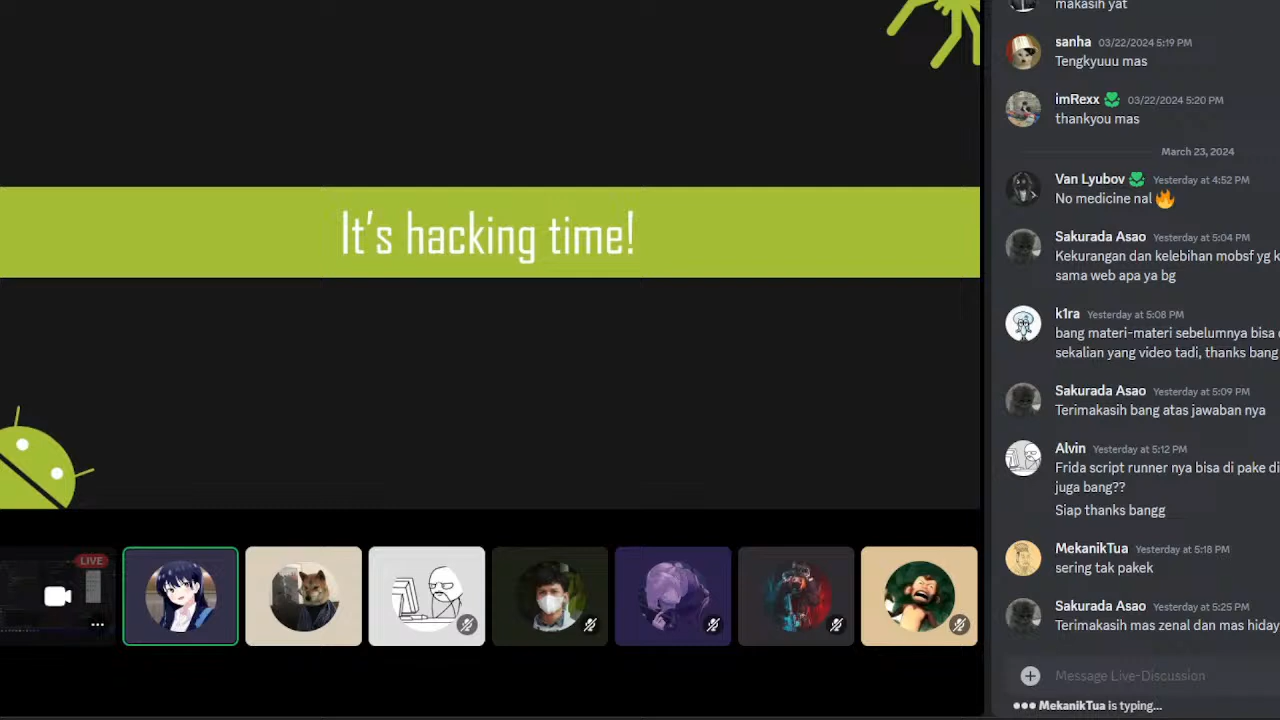 It's hacking time!
LIVE
makasih yat
sanha 03/22/2024 5:19 PM
Tengkyuuu mas
imRexx 03/22/2024 5:20 PM
thankyou mas
March 23, 2024
Van Lyubov Yesterday at 4:52 PM
No medicine nal 🔥
Sakurada Asao Yesterday at 5:04 PM
Kekurangan dan kelebihan mobsf yg k
sama web apa ya bg
k1ra Yesterday at 5:08 PM
bang materi-materi sebelumnya bisa
sekalian yang video tadi, thanks bang
Sakurada Asao Yesterday at 5:09 PM
Terimakasih bang atas jawaban nya
Alvin Yesterday at 5:12 PM
Frida script runner nya bisa di pake di
juga bang??
Siap thanks bangg
MekanikTua Yesterday at 5:18 PM
sering tak pakek
Sakurada Asao Yesterday at 5:25 PM
Terimakasih mas zenal dan mas hiday
Message Live-Discussion
MekanikTua is typing...